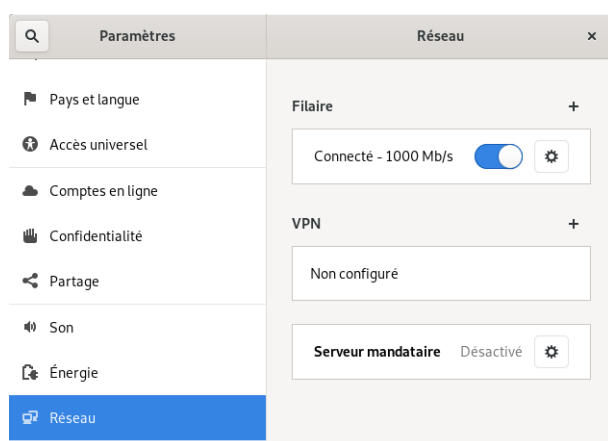 Paramètres
Réseau
Pays et langue
Accès universel
Comptes en ligne
Confidentialité
Partage
Son
Énergie
Réseau
Filaire
Connecté - 1000 Mb/s
VPN
Non configuré
Serveur mandataire Désactivé